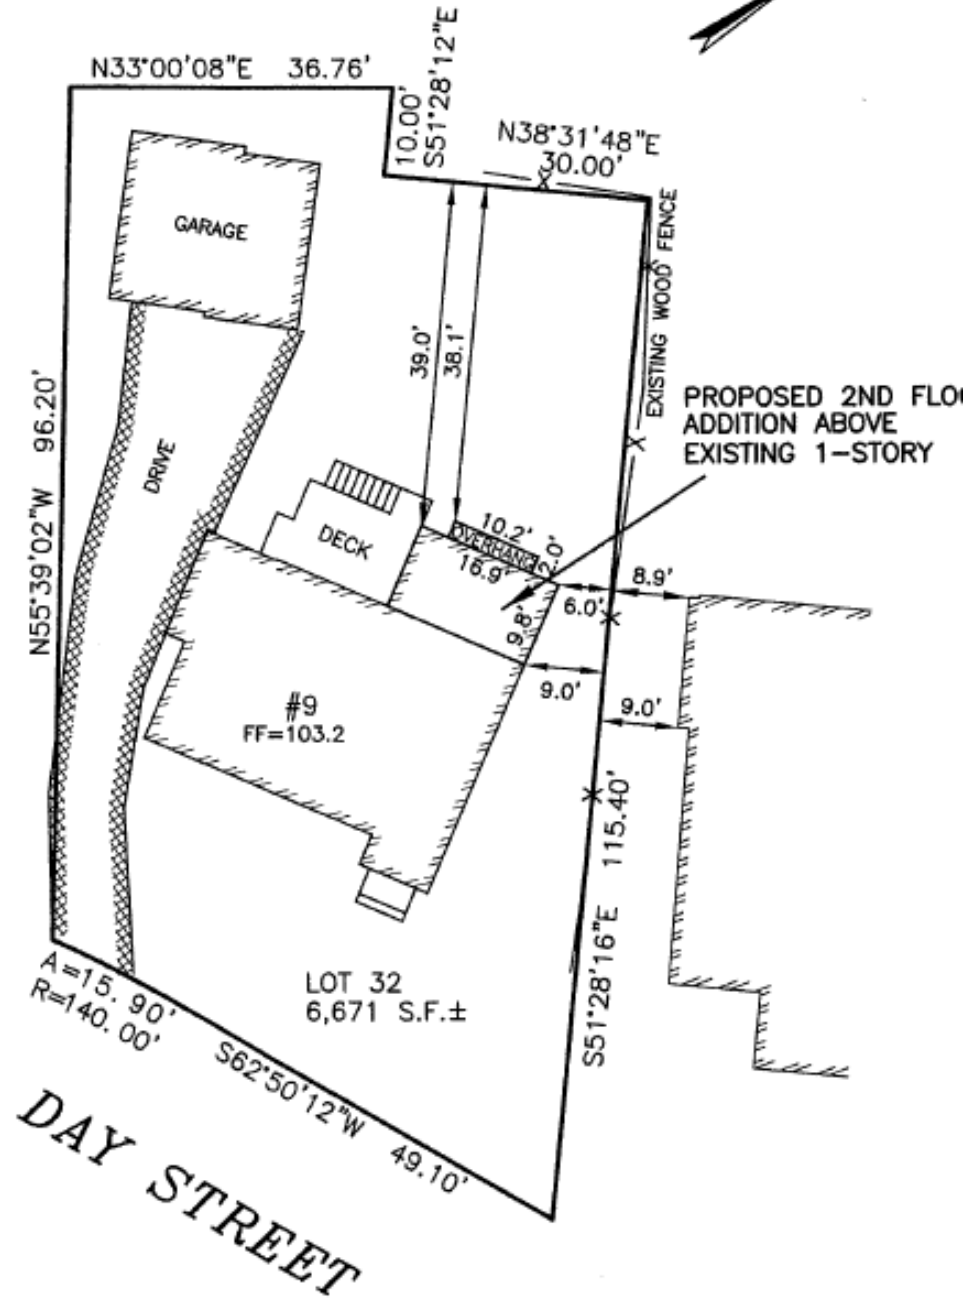 N33°00'08"E 36.76'
10.00'
S51°28'12"E
N38°31'48"E
30.00'
GARAGE
EXISTING WOOD FENCE
39.0'
38.1'
PROPOSED 2ND FLOO
ADDITION ABOVE
EXISTING 1-STORY
N55°39'02"W 96.20'
DRIVE
DECK
10.2'
OVERHANG
2.0'
16.9'
9.8'
6.0'
8.9'
9.0'
9.0'
#9
FF=103.2
S51°28'16"E 115.40'
LOT 32
6,671 S.F.±
A=15.90'
R=140.00'
S62°50'12"W 49.10'
DAY STREET